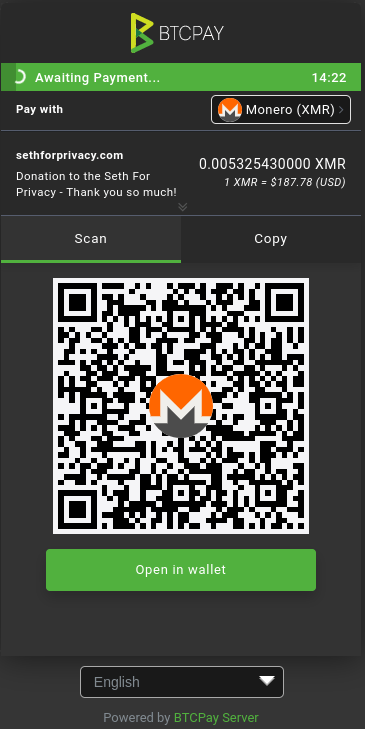 BTCPAY
Awaiting Payment... 14:22
Pay with Monero (XMR)
sethforprivacy.com
0.005325430000 XMR
Donation to the Seth For
Privacy - Thank you so much!
1 XMR = $187.78 (USD)
Scan Copy
Open in wallet
English
Powered by BTCPay Server